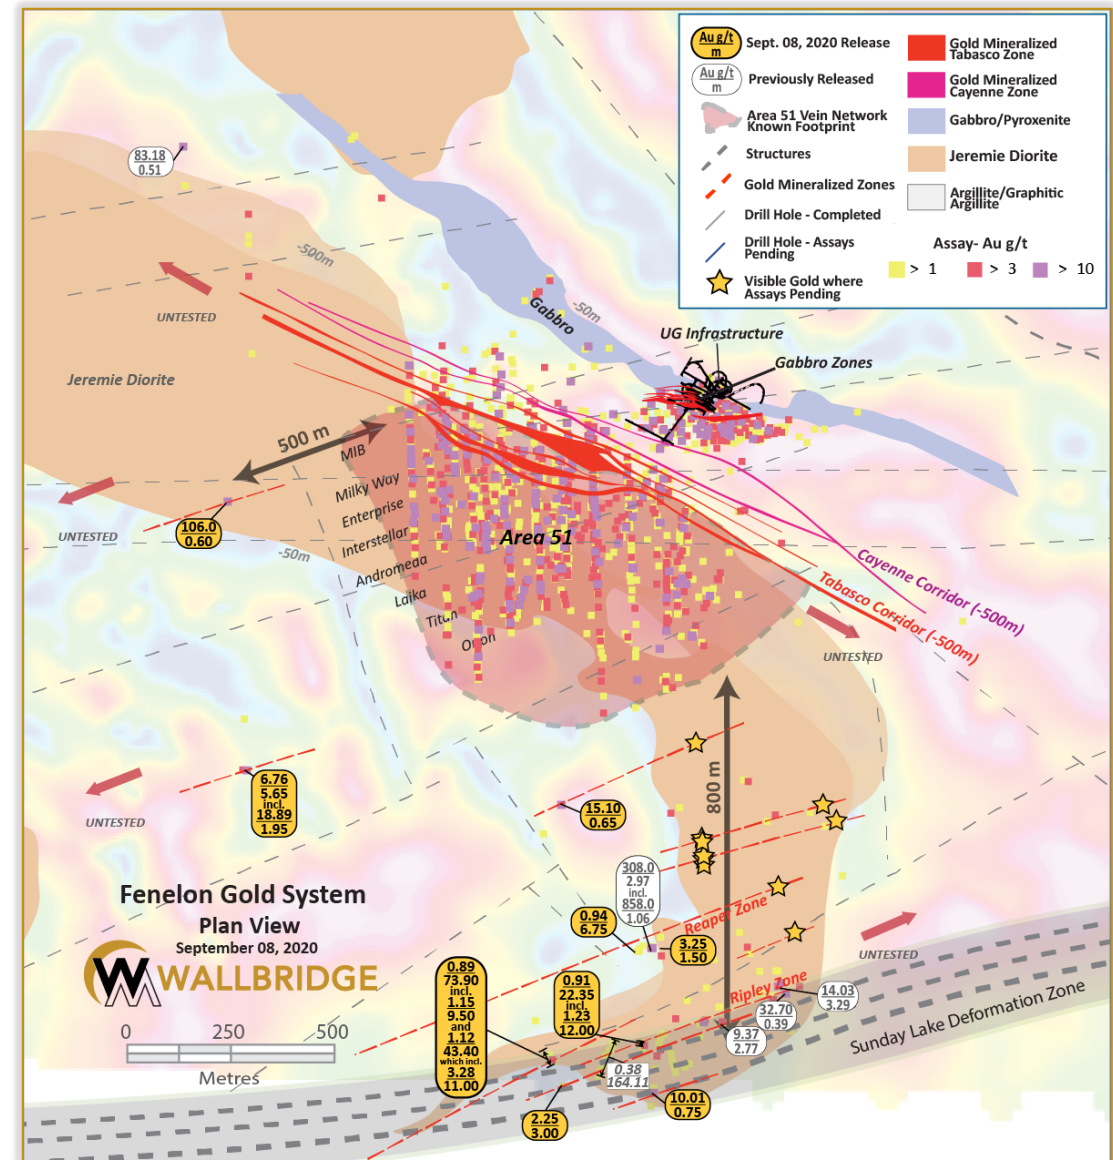 Au g/t
m
Sept. 08, 2020 Release
Au g/t
m
Previously Released
Area 51 Vein Network
Known Footprint
Structures
Gold Mineralized Zones
Drill Hole - Completed
Drill Hole - Assays
Pending
Visible Gold where
Assays Pending
Gold Mineralized
Tabasco Zone
Gold Mineralized
Cayenne Zone
Gabbro/Pyroxenite
Jeremie Diorite
Argillite/Graphitic
Argillite
Assay- Au g/t
> 1
> 3
> 10
83.18
0.51
-500m
UNTESTED
Gabbro
-50m
UG Infrastructure
Gabbro Zones
Jeremie Diorite
500 m
MIB
Milky Way
Enterprise
Interstellar
Andromeda
Laika
Titan
Orion
Area 51
UNTESTED
106.0
0.60
-50m
Cayenne Corridor (-500m)
Tabasco Corridor (-500m)
UNTESTED
800 m
6.76
5.65
incl.
18.89
1.95
UNTESTED
15.10
0.65
308.0
2.97
incl.
858.0
1.06
0.94
6.75
3.25
1.50
Reaper Zone
Ripley Zone
UNTESTED
Fenelon Gold System
Plan View
September 08, 2020
WALLBRIDGE
0 250 500
Metres
0.89
73.90
incl.
1.15
9.50
and
1.12
43.40
which incl.
3.28
11.00
0.91
22.35
incl.
1.23
12.00
14.03
3.29
32.70
0.39
9.37
2.77
0.38
164.11
10.01
0.75
2.25
3.00
Sunday Lake Deformation Zone